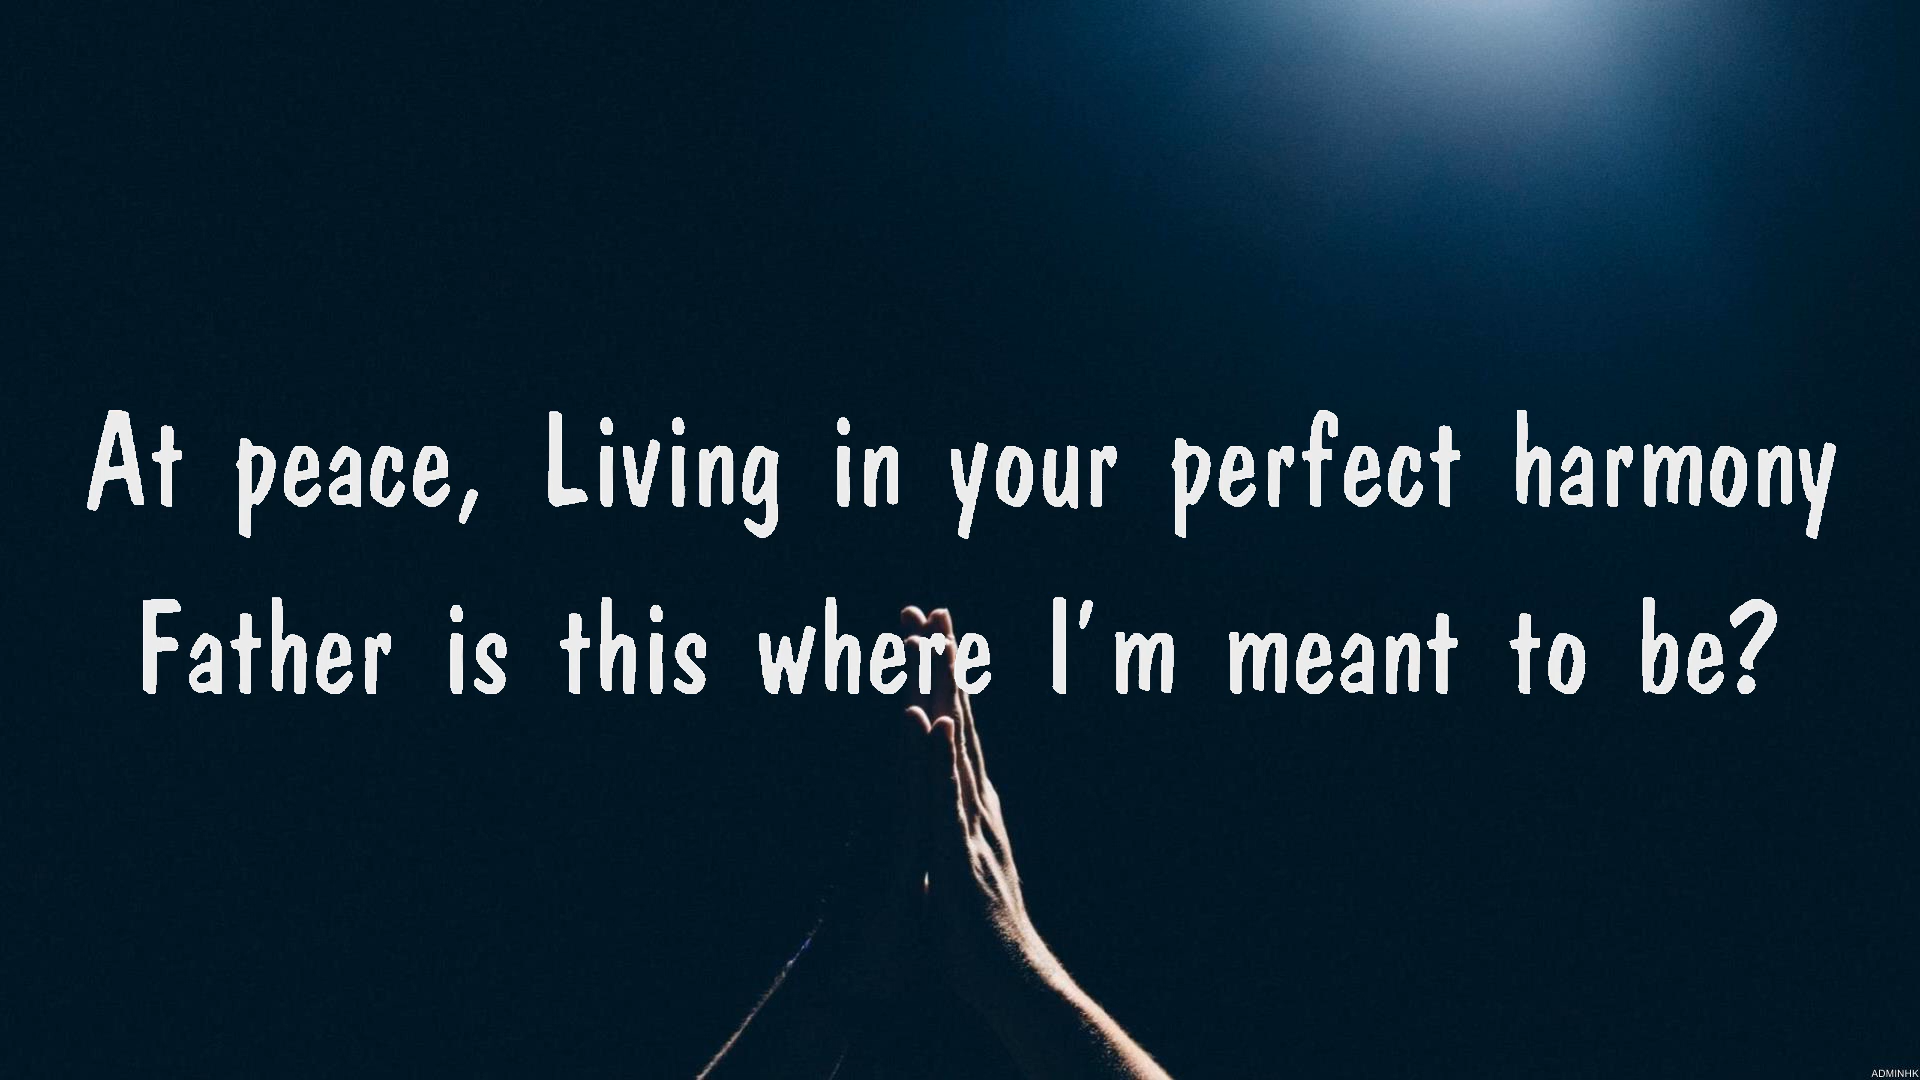 At peace, Living in your perfect harmony
Father is this where I'm meant to be?
ADMINHK